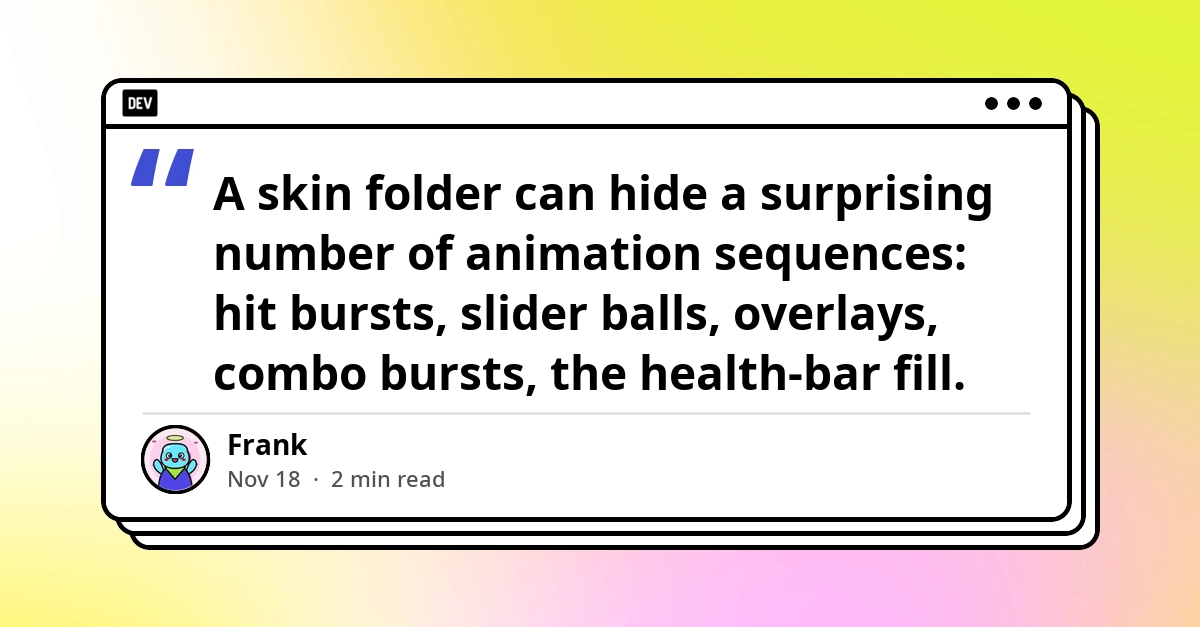 DEV
“ A skin folder can hide a surprising
number of animation sequences:
hit bursts, slider balls, overlays,
combo bursts, the health-bar fill.
Frank
Nov 18 · 2 min read